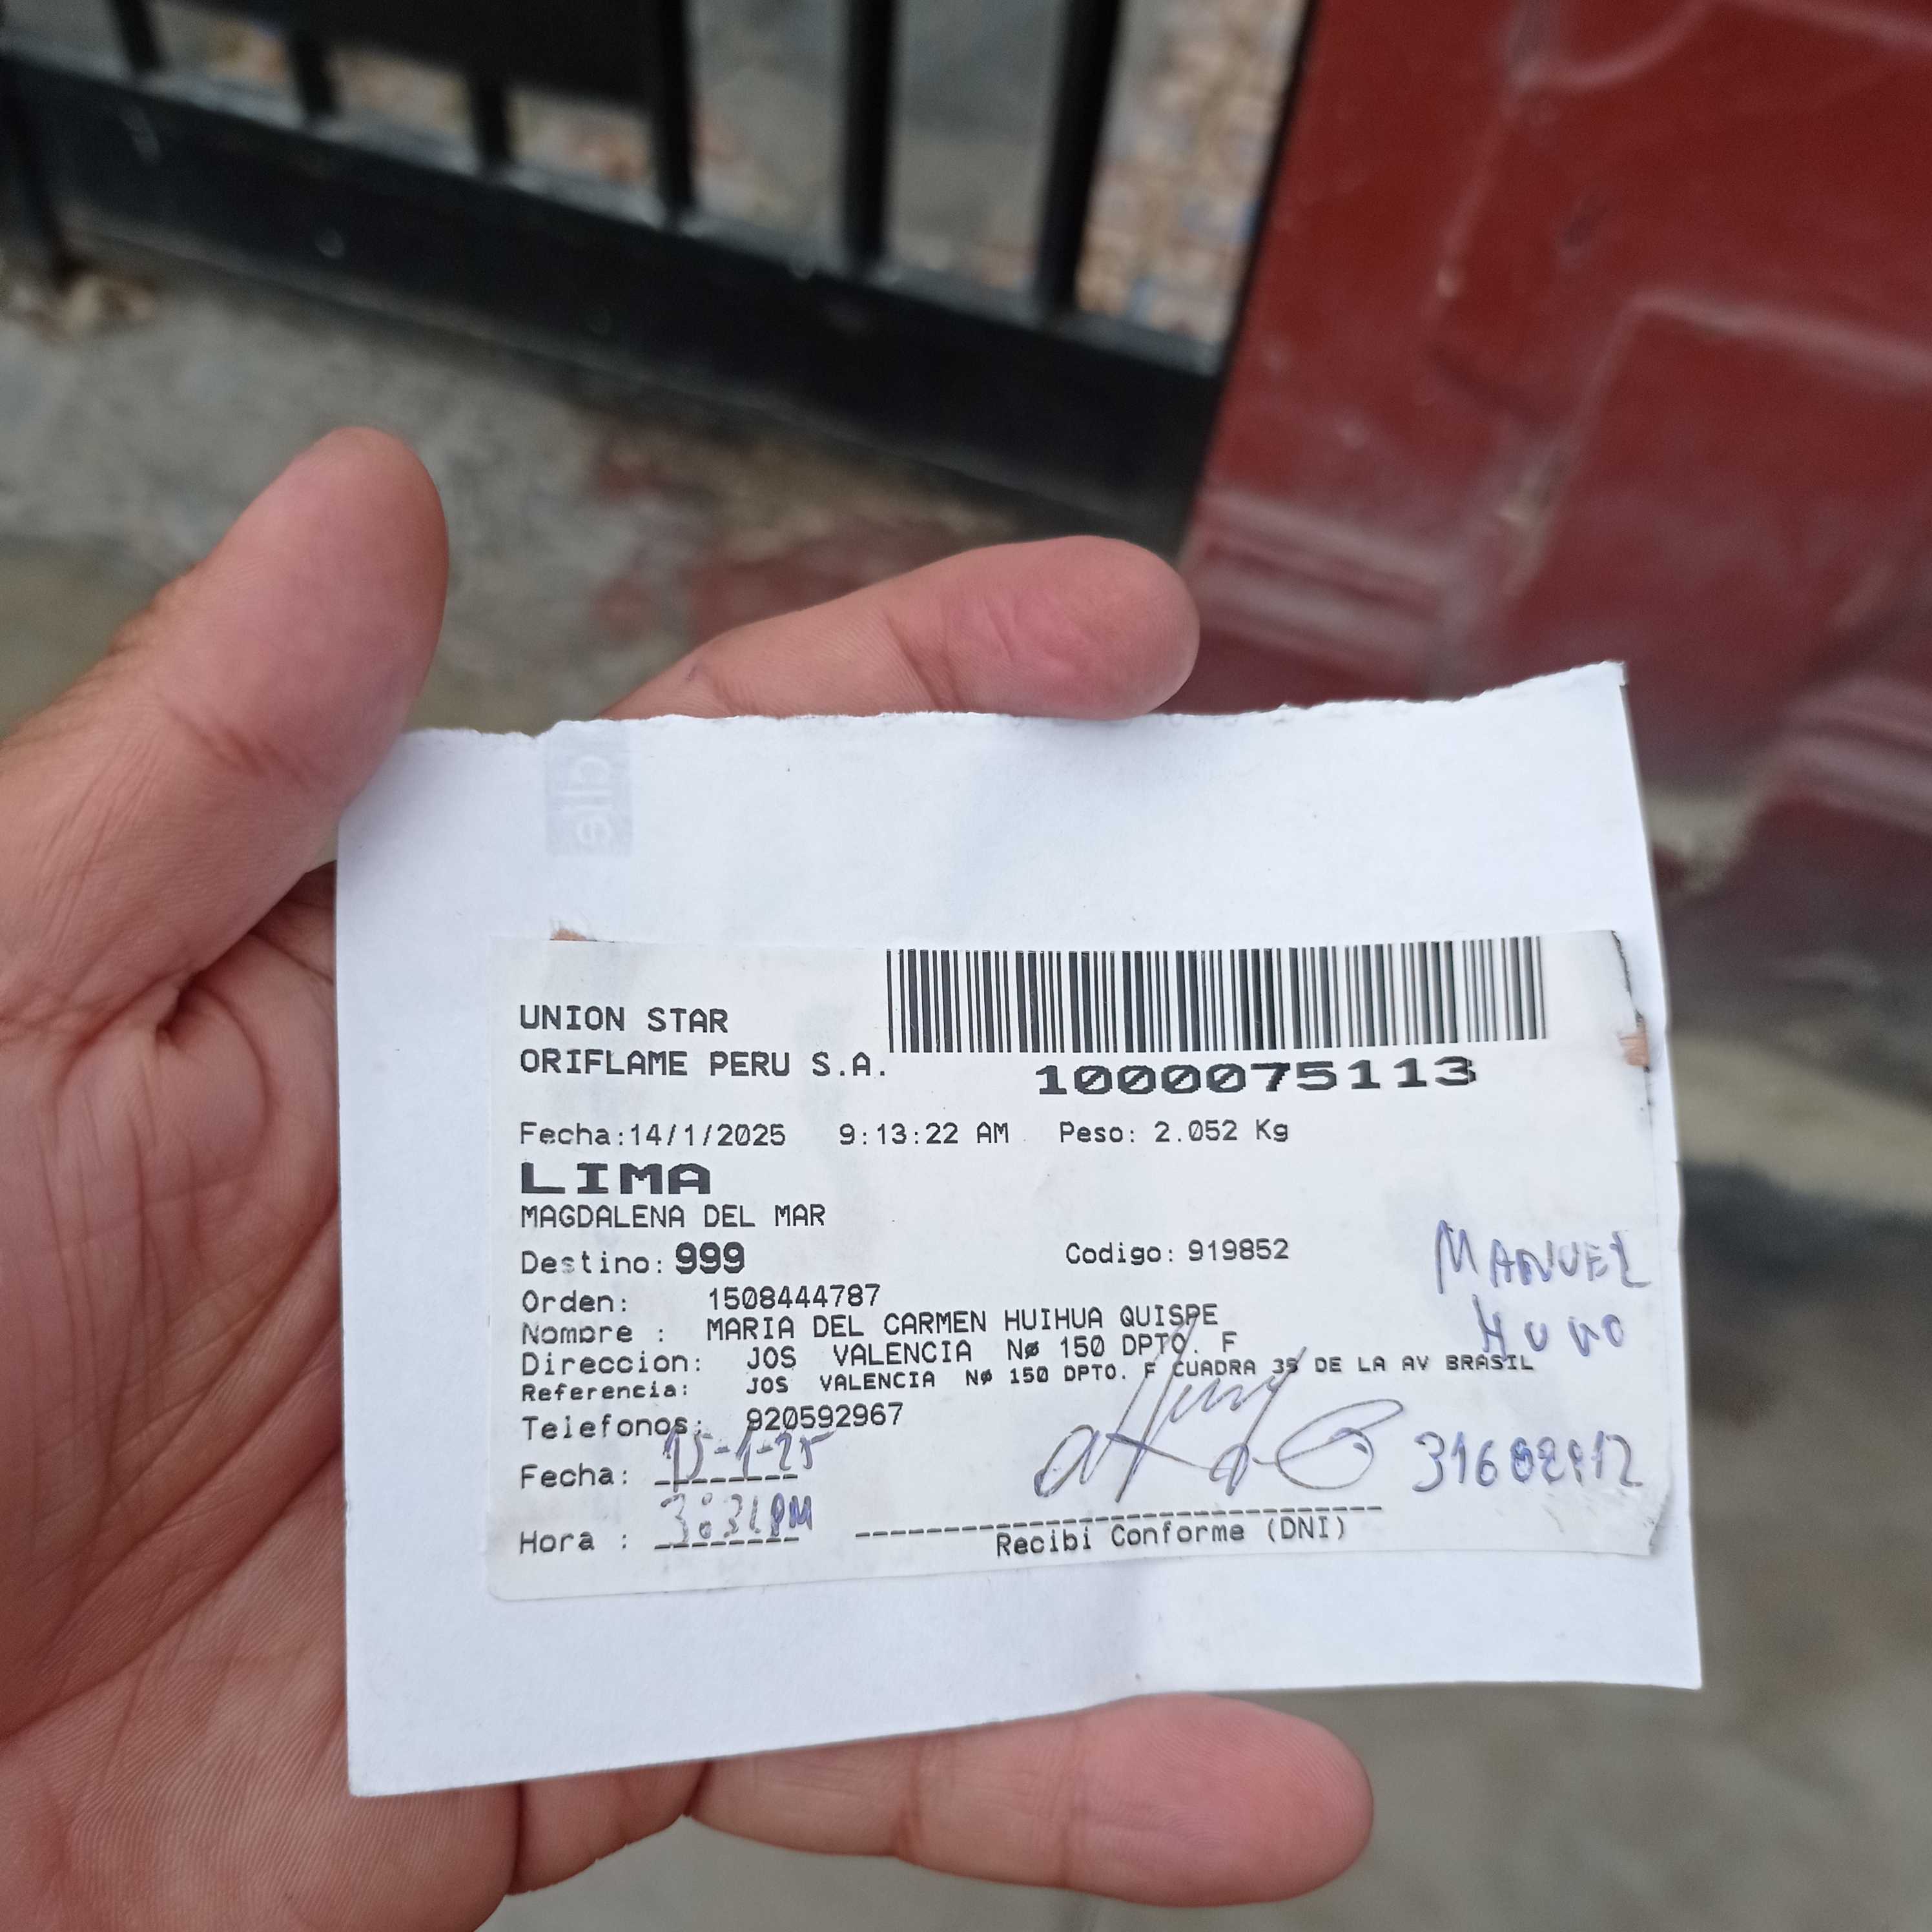 cite
UNION STAR
ORIFLAME PERU S.A.
1000075113
Fecha:14/1/2025 9:13:22 AM Peso: 2.052 Kg
LIMA
MAGDALENA DEL MAR
Destino: 999 Codigo: 919852
MANUEL
Orden: 1508444787
Nombre : MARIA DEL CARMEN HUIHUA QUISPE
Direccion: JOS VALENCIA Nø 150 DPTO. F
Referencia: JOS VALENCIA Nø 150 DPTO. F CUADRA 35 DE LA AV BRASIL
Telefonos: 920592967
Fecha: 15-1-25
Hora : PM
Recibi Conforme (DNI)